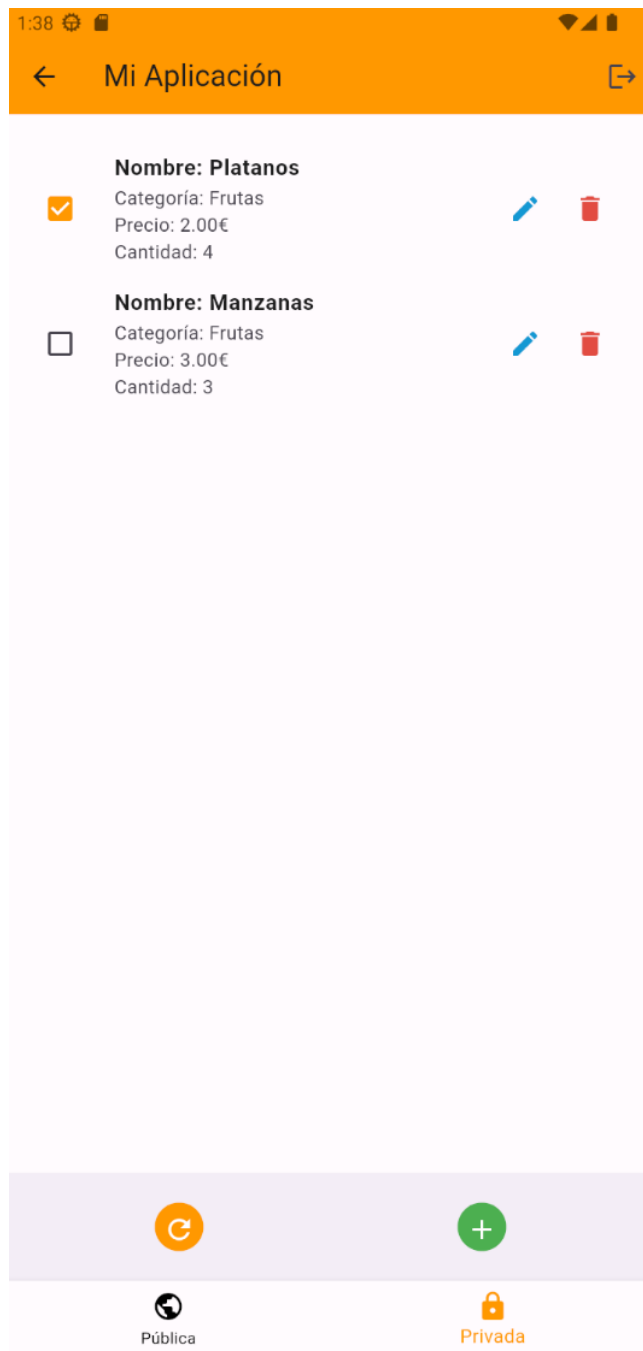 1:38
Mi Aplicación
Nombre: Platanos
Categoría: Frutas
Precio: 2.00€
Cantidad: 4
Nombre: Manzanas
Categoría: Frutas
Precio: 3.00€
Cantidad: 3
Pública
Privada